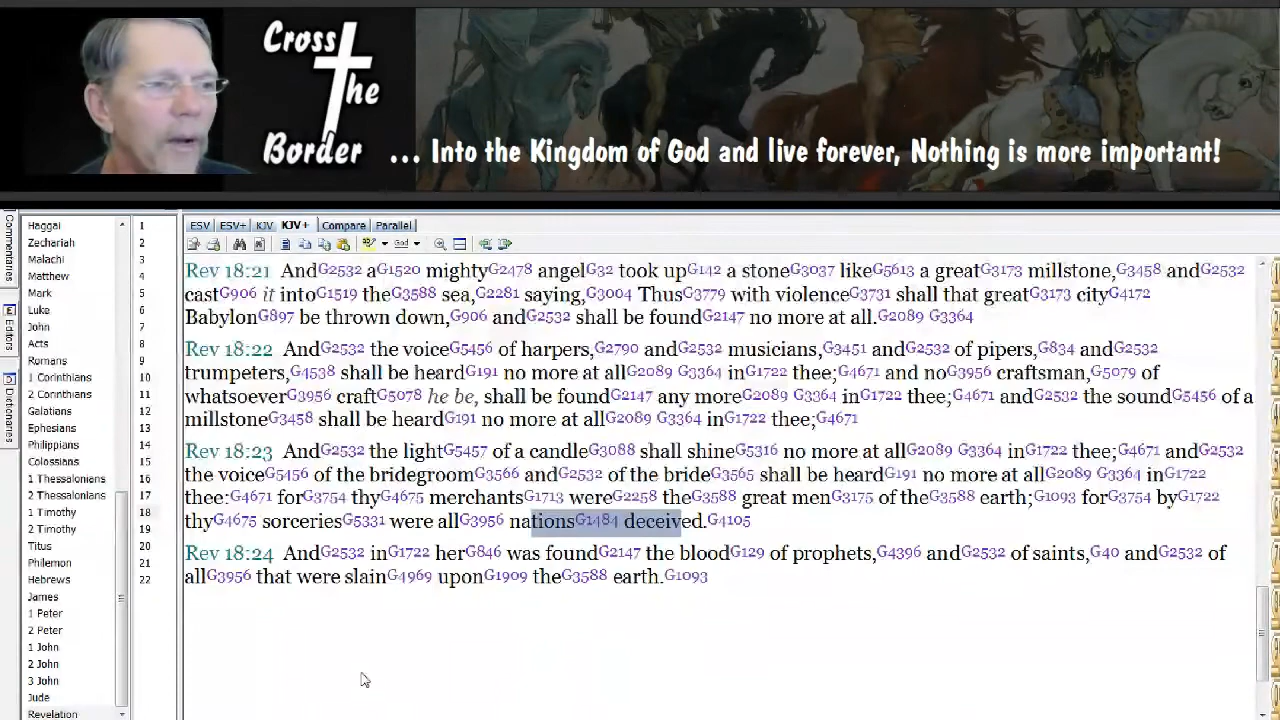 Cross
The
Border
... Into the Kingdom of God and live forever, Nothing is more important!
ESV ESV+ KJV KJV+ Compare Parallel
Commentaries
Editors
Dictionaries
Haggai 1
Zechariah 2
Malachi 3
Matthew 4
Mark 5
Luke 6
John 7
Acts 8
Romans 9
1 Corinthians 10
2 Corinthians 11
Galatians 12
Ephesians 13
Philippians 14
Colossians 15
1 Thessalonians 16
2 Thessalonians 17
1 Timothy 18
2 Timothy 19
Titus 20
Philemon 21
Hebrews 22
James
1 Peter
2 Peter
1 John
2 John
3 John
Jude
Revelation
Rev 18:21 AndG2532 aG1520 mightyG2478 angelG32 took upG142 a stoneG3037 likeG5613 a greatG3173 millstone,G3458 andG2532
castG906 it intoG1519 theG3588 sea,G2281 saying,G3004 ThusG3779 with violenceG3731 shall that greatG3173 cityG4172
BabylonG897 be thrown down,G906 andG2532 shall be foundG2147 no more at all.G2089 G3364
Rev 18:22 AndG2532 the voiceG5456 of harpers,G2790 andG2532 musicians,G3451 andG2532 of pipers,G834 andG2532
trumpeters,G4538 shall be heardG191 no more at allG2089 G3364 inG1722 thee;G4671 and noG3956 craftsman,G5079 of
whatsoeverG3956 craftG5078 he be, shall be foundG2147 any moreG2089 G3364 inG1722 thee;G4671 andG2532 the soundG5456 of a
millstoneG3458 shall be heardG191 no more at allG2089 G3364 inG1722 thee;G4671
Rev 18:23 AndG2532 the lightG5457 of a candleG3088 shall shineG5316 no more at allG2089 G3364 inG1722 thee;G4671 andG2532
the voiceG5456 of the bridegroomG3566 andG2532 of the brideG3565 shall be heardG191 no more at allG2089 G3364 inG1722
thee:G4671 forG3754 thyG4675 merchantsG1713 wereG2258 theG3588 great menG3175 of theG3588 earth;G1093 forG3754 byG1722
thyG4675 sorceriesG5331 were allG3956 nationsG1484 deceived.G4105
Rev 18:24 AndG2532 inG1722 herG846 was foundG2147 the bloodG129 of prophets,G4396 andG2532 of saints,G40 andG2532 of
allG3956 that were slainG4969 uponG1909 theG3588 earth.G1093